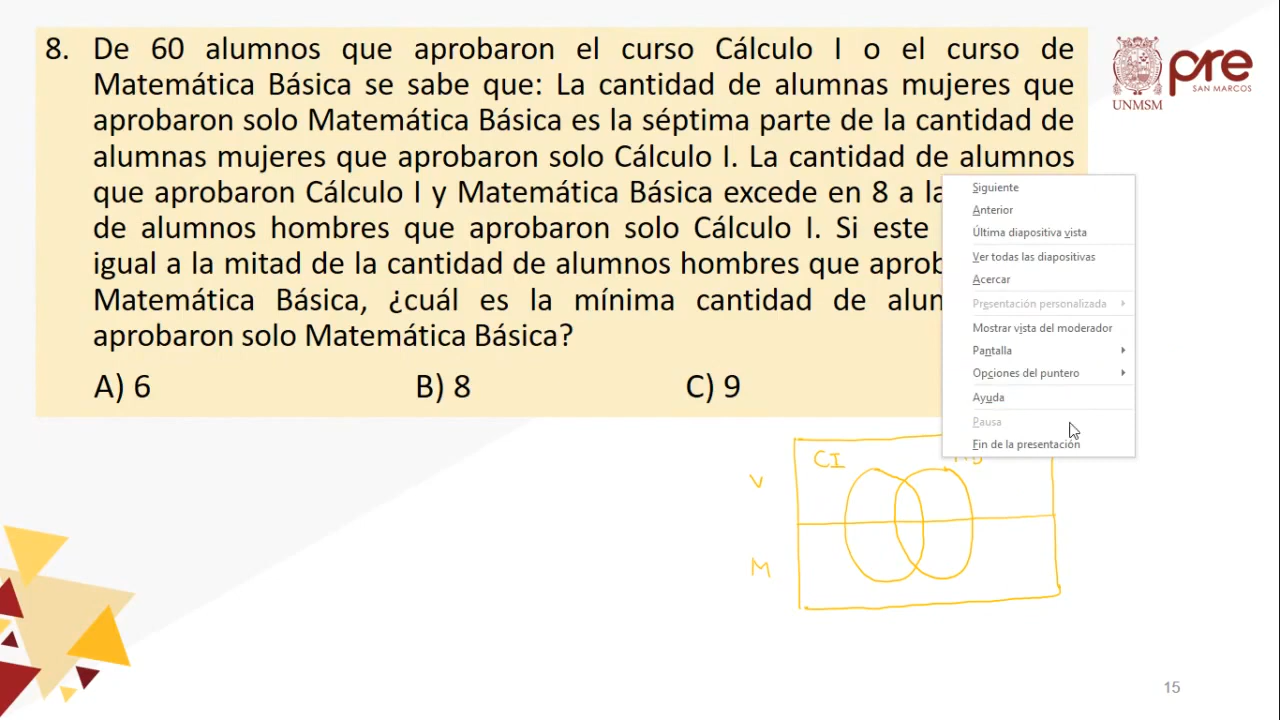 8. De 60 alumnos que aprobaron el curso Cálculo I o el curso de
Matemática Básica se sabe que: La cantidad de alumnas mujeres que
aprobaron solo Matemática Básica es la séptima parte de la cantidad de
alumnas mujeres que aprobaron solo Cálculo I. La cantidad de alumnos
que aprobaron Cálculo I y Matemática Básica excede en 8 a la
de alumnos hombres que aprobaron solo Cálculo I. Si este
igual a la mitad de la cantidad de alumnos hombres que
Matemática Básica, ¿cuál es la mínima cantidad de
aprobaron solo Matemática Básica?
A) 6 B) 8 C) 9
UNMSM
pre
SAN MARCOS
Siguiente
Anterior
Última diapositiva vista
Ver todas las diapositivas
Acercar
Presentación personalizada
Mostrar vista del moderador
Pantalla
Opciones del puntero
Ayuda
Pausa
Fin de la presentación
CI
V
M
15